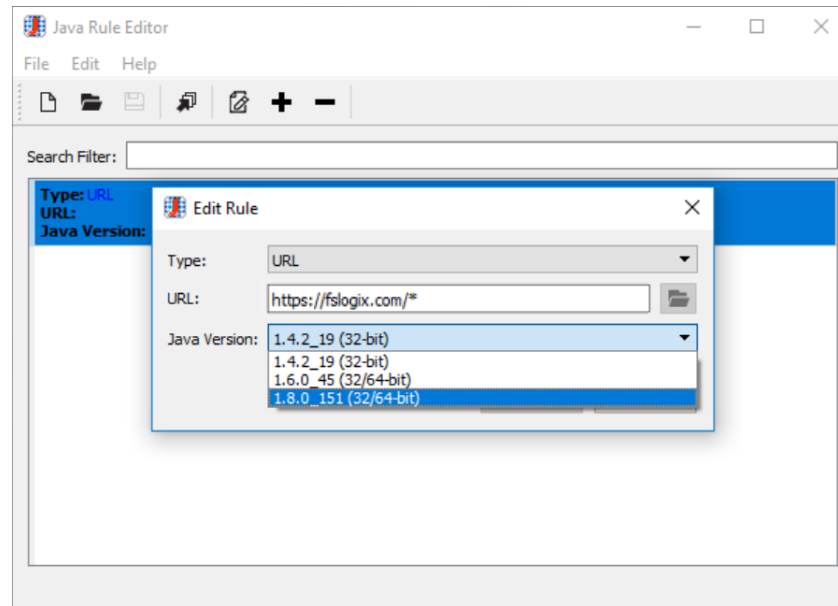 Java Rule Editor
File Edit Help
Search Filter:
Type: URL
URL:
Java Version:
Edit Rule
Type: URL
URL: https://fslogix.com/*
Java Version: 1.4.2_19 (32-bit)
1.4.2_19 (32-bit)
1.6.0_45 (32/64-bit)
1.8.0_151 (32/64-bit)